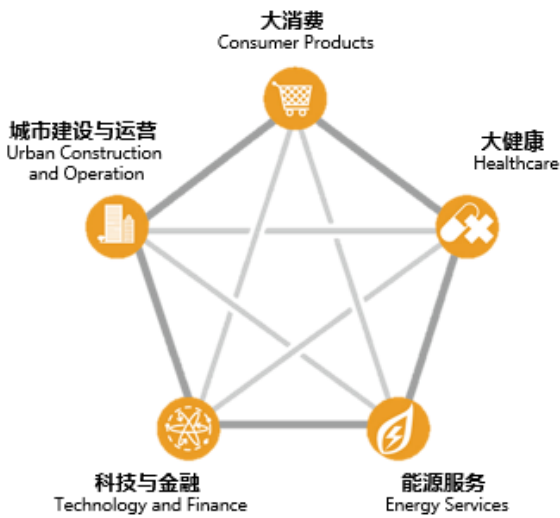 大消费
Consumer Products
城市建设与运营
Urban Construction
and Operation
大健康
Healthcare
科技与金融
Technology and Finance
能源服务
Energy Services